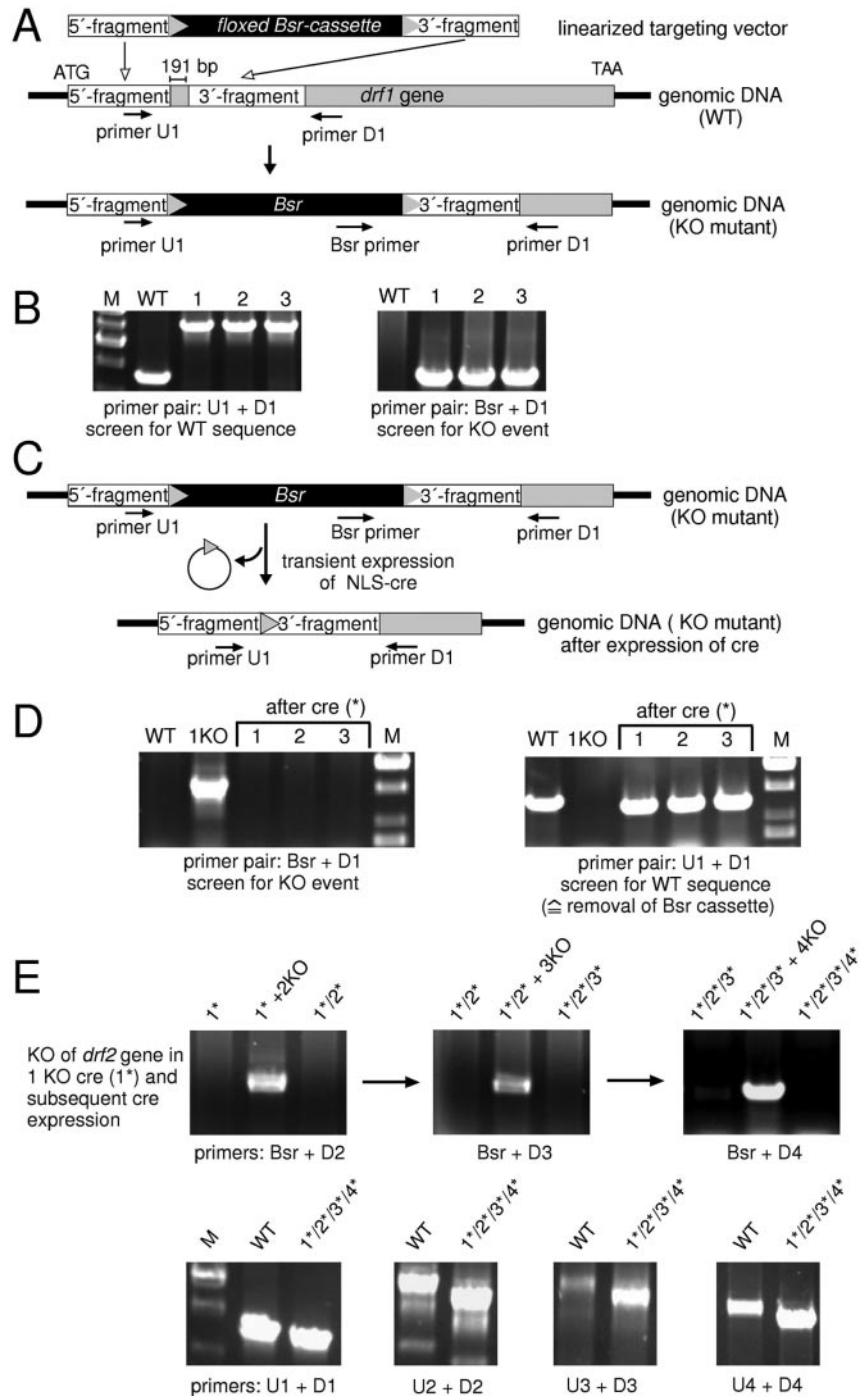 A
5´-fragment floxed Bsr-cassette 3´-fragment linearized targeting vector
ATG 191 bp TAA
5´-fragment 3´-fragment drf1 gene genomic DNA
(WT)
primer U1 primer D1
5´-fragment Bsr 3´-fragment genomic DNA
(KO mutant)
primer U1 Bsr primer primer D1
B
M WT 1 2 3
primer pair: U1 + D1
screen for WT sequence
WT 1 2 3
primer pair: Bsr + D1
screen for KO event
C
5´-fragment Bsr 3´-fragment genomic DNA
(KO mutant)
primer U1 Bsr primer primer D1
transient expression
of NLS-cre
5´-fragment 3´-fragment genomic DNA ( KO mutant)
after expression of cre
primer U1 primer D1
D
after cre (*)
WT 1KO 1 2 3 M
primer pair: Bsr + D1
screen for KO event
after cre (*)
WT 1KO 1 2 3 M
primer pair: U1 + D1
screen for WT sequence
(≙ removal of Bsr cassette)
E
KO of drf2 gene in
1 KO cre (1*) and
subsequent cre
expression
1* 1* +2KO 1*/2*
primers: Bsr + D2
1*/2* 1*/2* + 3KO 1*/2*/3*
Bsr + D3
1*/2*/3* 1*/2*/3* + 4KO 1*/2*/3*/4*
Bsr + D4
M WT 1*/2*/3*/4*
primers: U1 + D1
WT 1*/2*/3*/4*
U2 + D2
WT 1*/2*/3*/4*
U3 + D3
WT 1*/2*/3*/4*
U4 + D4